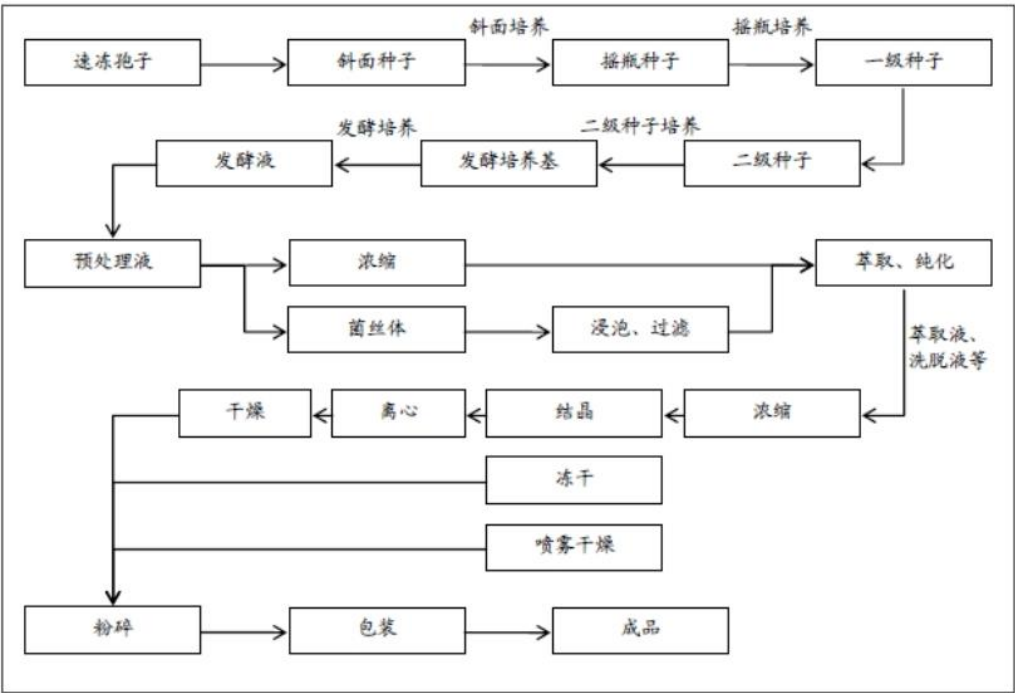 斜面培养
摇瓶培养
速冻孢子
斜面种子
摇瓶种子
一级种子
发酵培养
二级种子培养
发酵液
发酵培养基
二级种子
预处理液
浓缩
萃取、纯化
菌丝体
浸泡、过滤
萃取液、
洗脱液等
干燥
离心
结晶
浓缩
冻干
喷雾干燥
粉碎
包装
成品